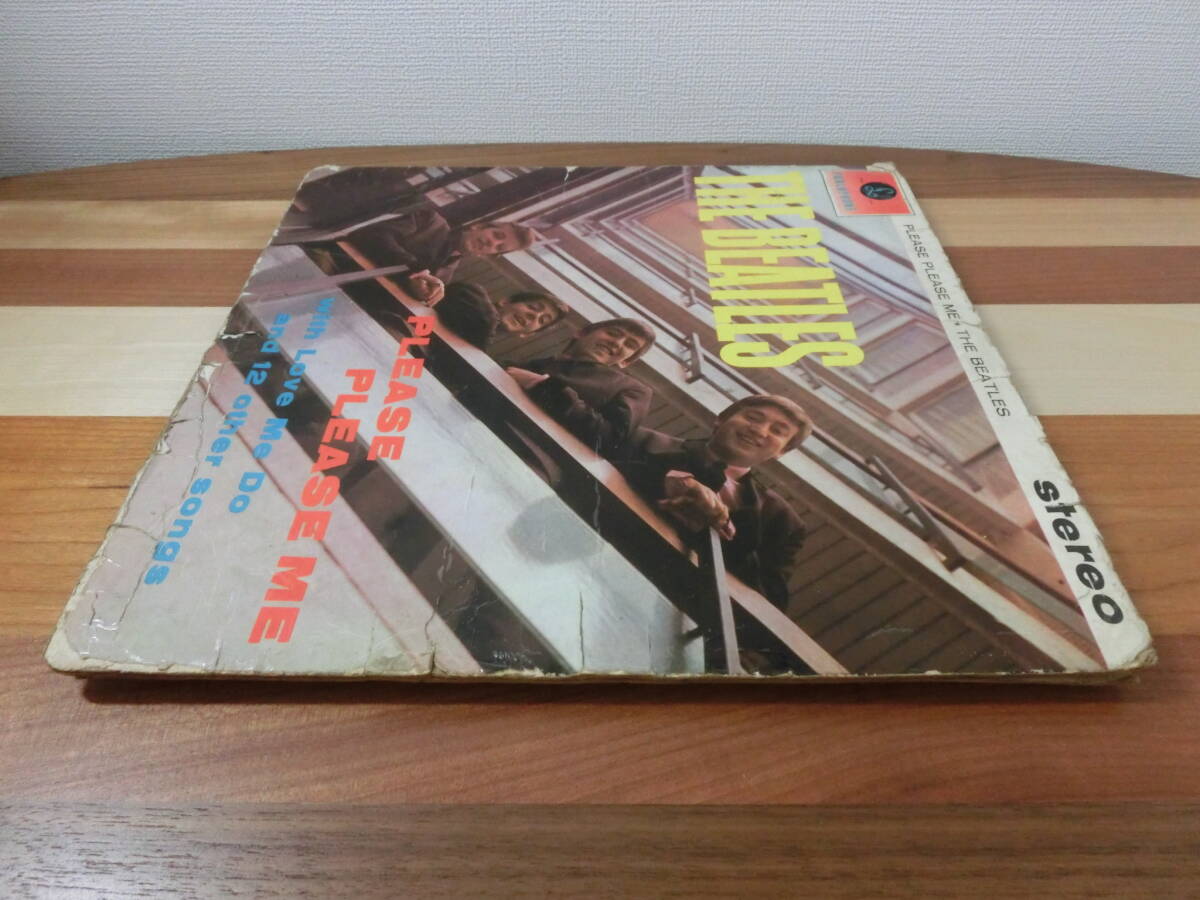 PARLOPHONE
PLEASE PLEASE ME • THE BEATLES
stereo
THE BEATLES
PLEASE
PLEASE ME
with Love Me Do
and 12 other songs